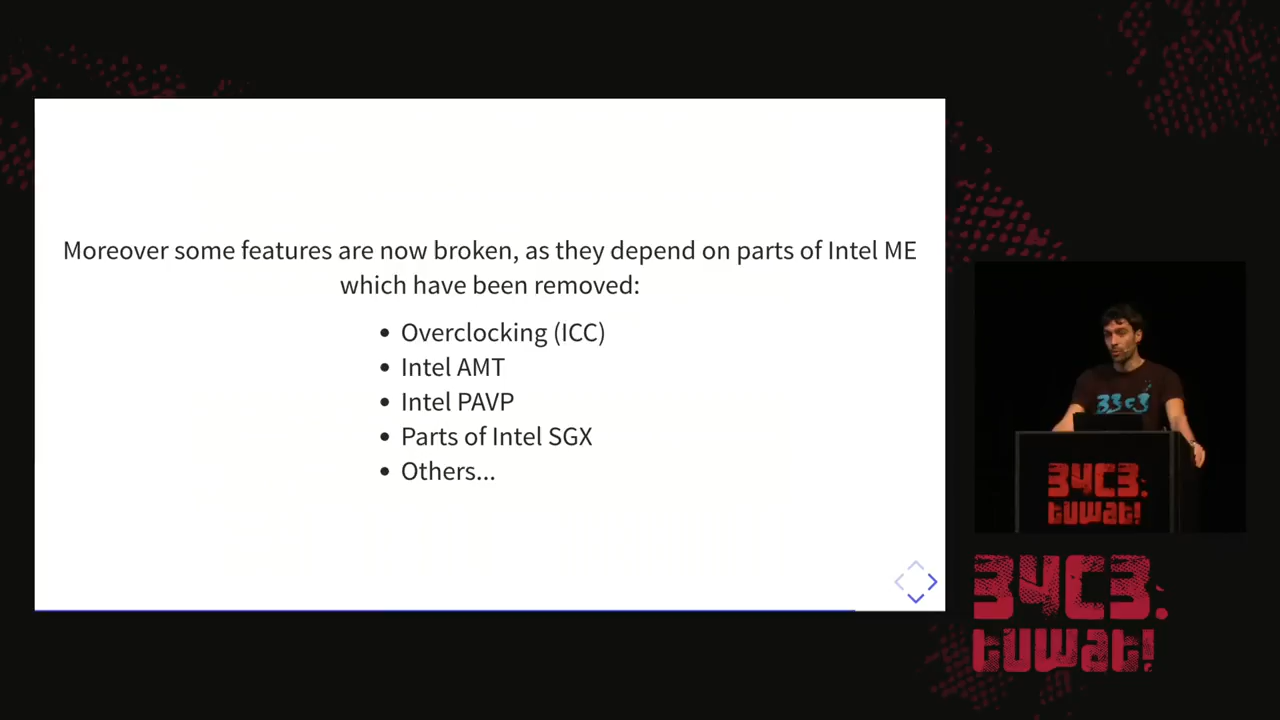 Moreover some features are now broken, as they depend on parts of Intel ME
which have been removed:
• Overclocking (ICC)
• Intel AMT
• Intel PAVP
• Parts of Intel SGX
• Others...
33c3
34C3.
tuwat!
34C3.
tuwat!